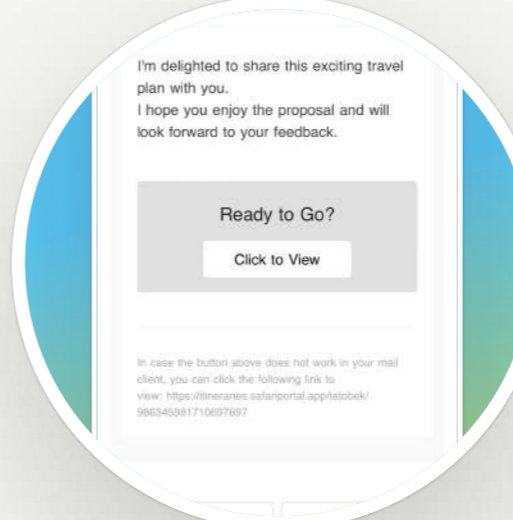 I'm delighted to share this exciting travel
plan with you.
I hope you enjoy the proposal and will
look forward to your feedback.
Ready to Go?
Click to View
In case the button above does not work in your mail
client, you can click the following link to
view: https://itineraries.safariportal.app/tatobek/
986345981710697697